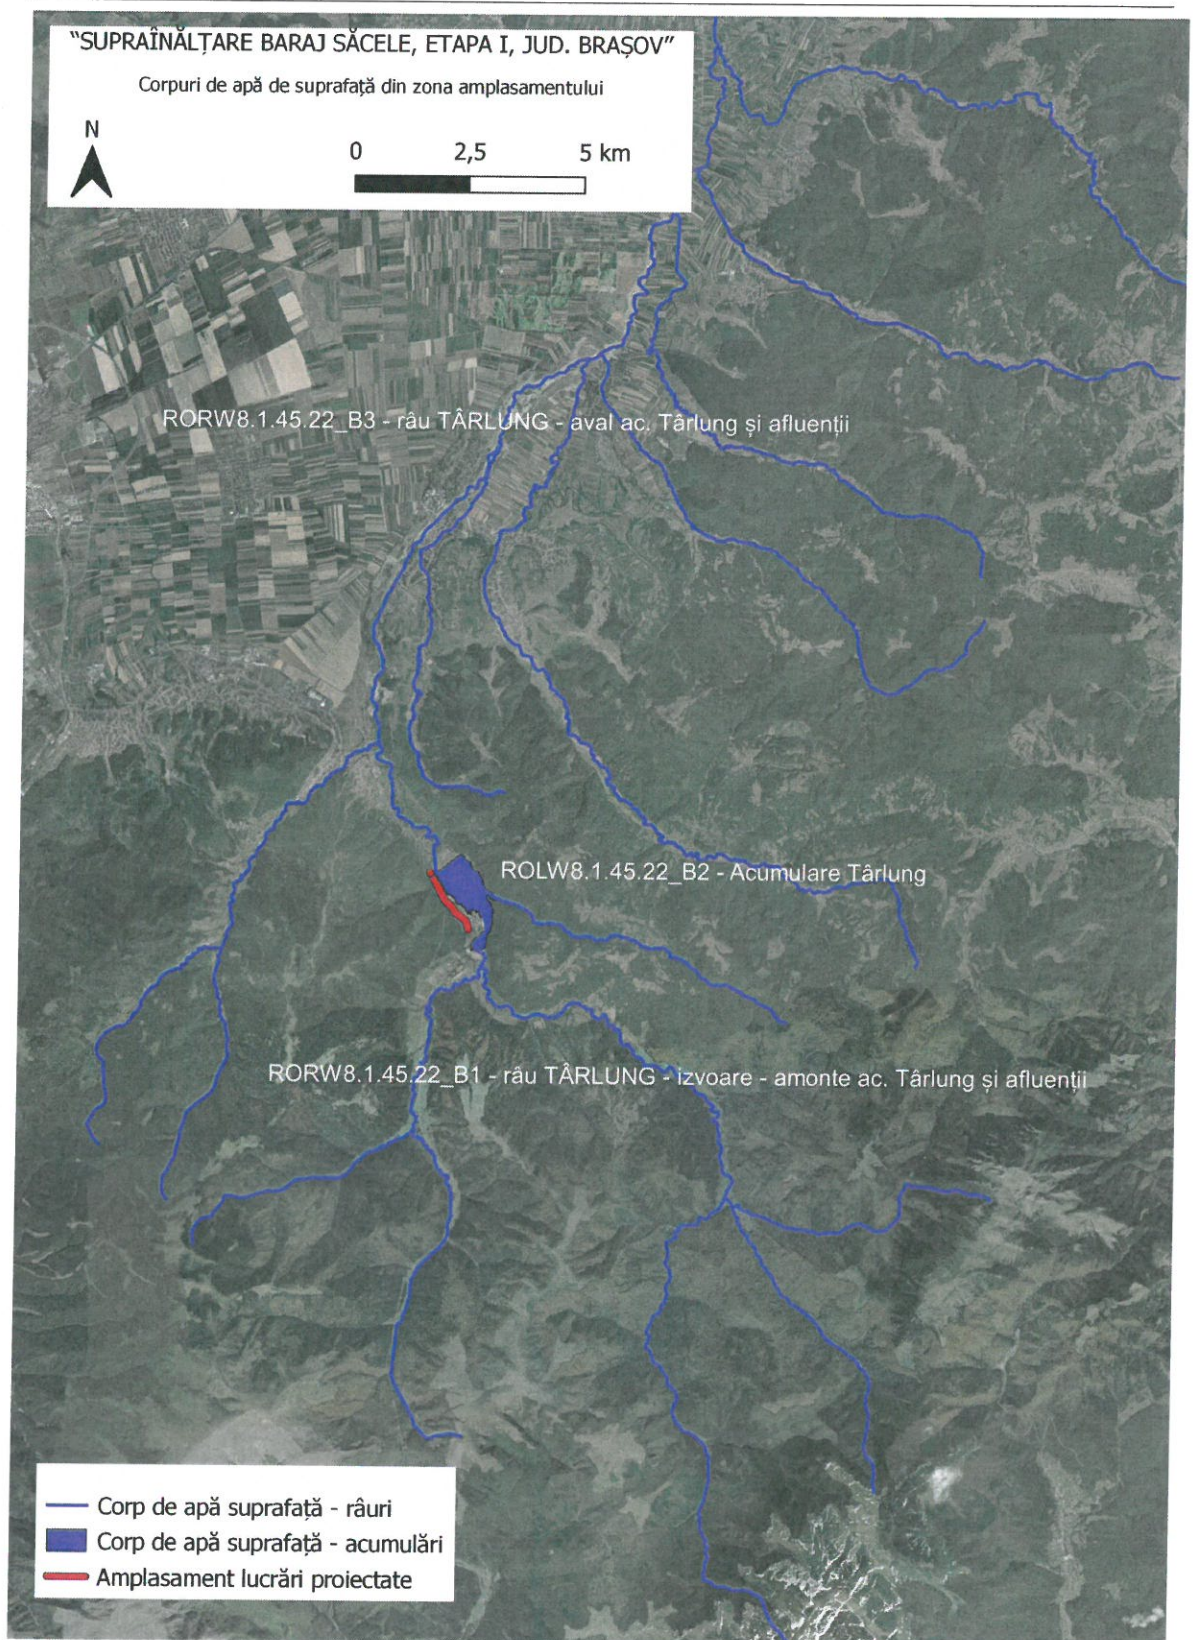 “SUPRAÎNĂLȚARE BARAJ SĂCELE, ETAPA I, JUD. BRAȘOV”
Corpuri de apă de suprafață din zona amplasamentului
N
0 2,5 5 km
RORW8.1.45.22_B3 - râu TÂRLUNG - aval ac. Târlung și afluenții
ROLW8.1.45.22_B2 - Acumulare Târlung
RORW8.1.45.22_B1 - râu TÂRLUNG - izvoare - amonte ac. Târlung și afluenții
Corp de apă suprafață - râuri
Corp de apă suprafață - acumulări
Amplasament lucrări proiectate